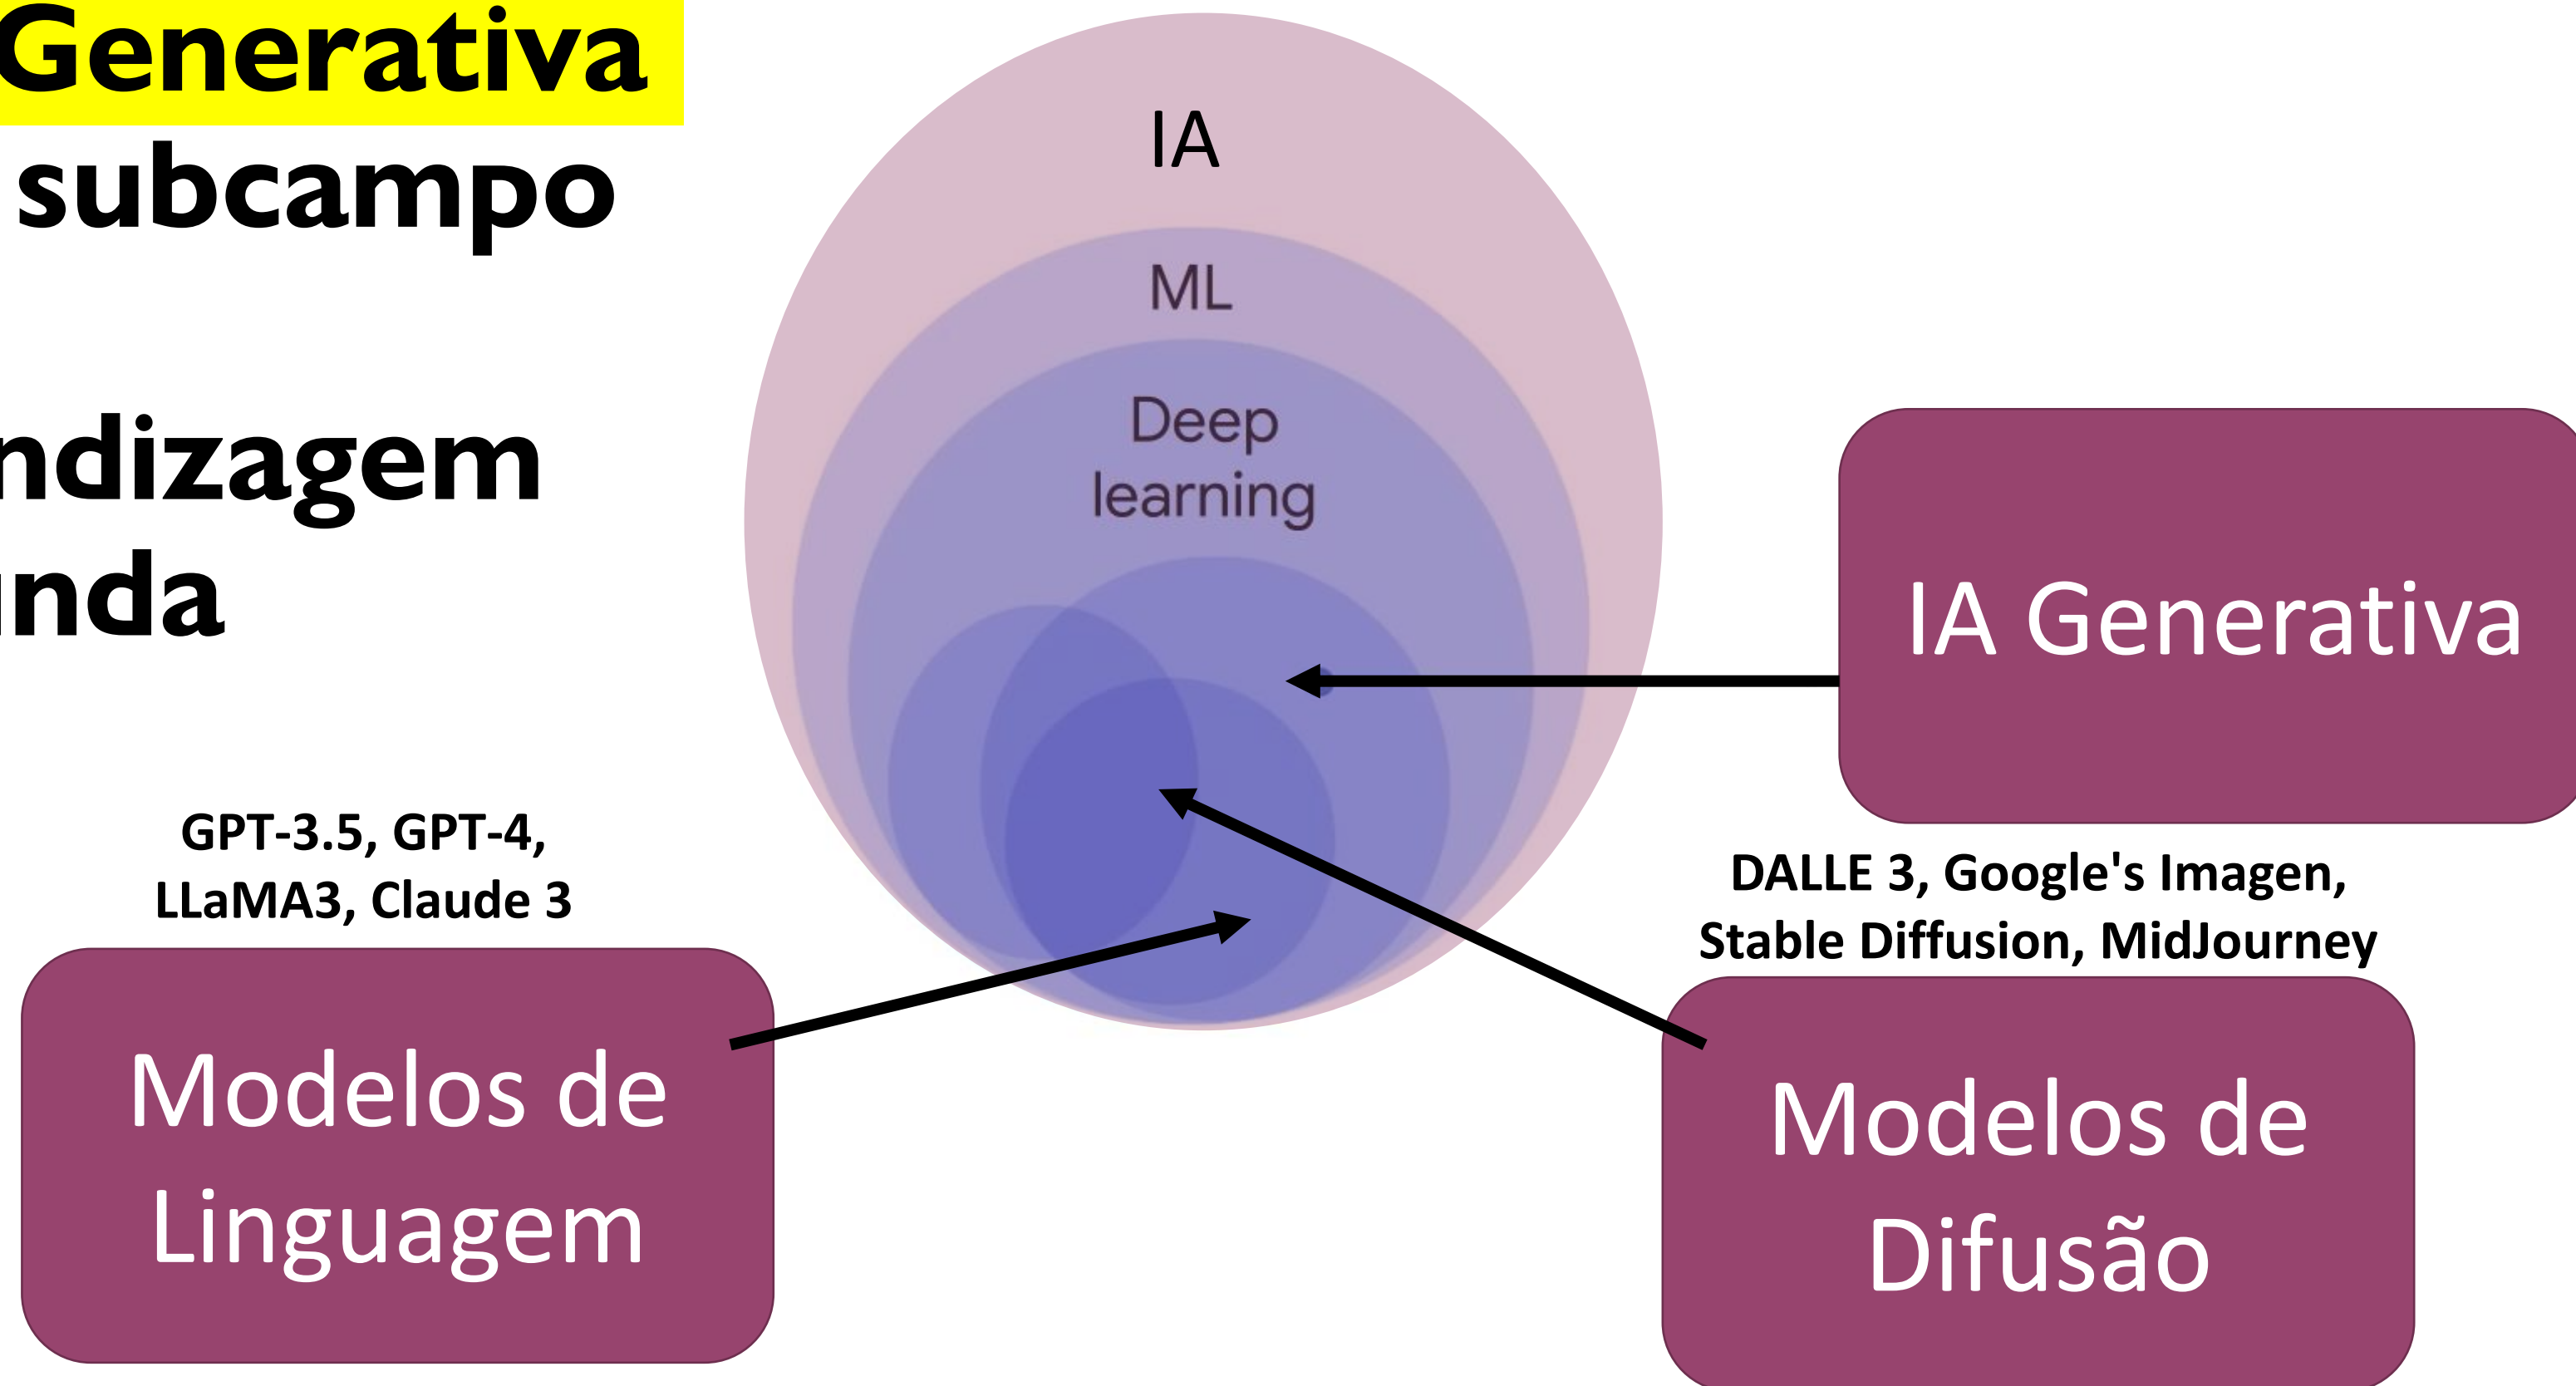 Generativa
subcampo
ndizagem
unda
IA
ML
Deep
learning
IA Generativa
GPT-3.5, GPT-4,
LLaMA3, Claude 3
Modelos de
Linguagem
DALLE 3, Google's Imagen,
Stable Diffusion, MidJourney
Modelos de
Difusão